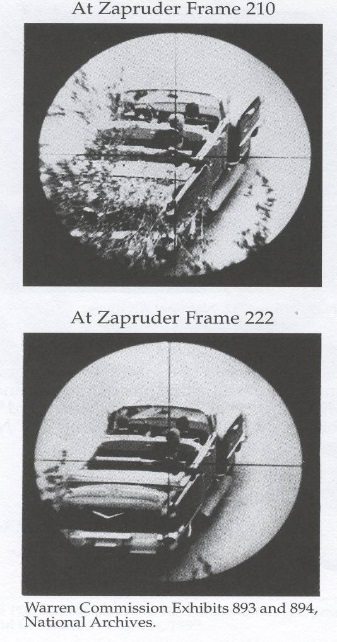 At Zapruder Frame 210
At Zapruder Frame 222
Warren Commission Exhibits 893 and 894,
National Archives.